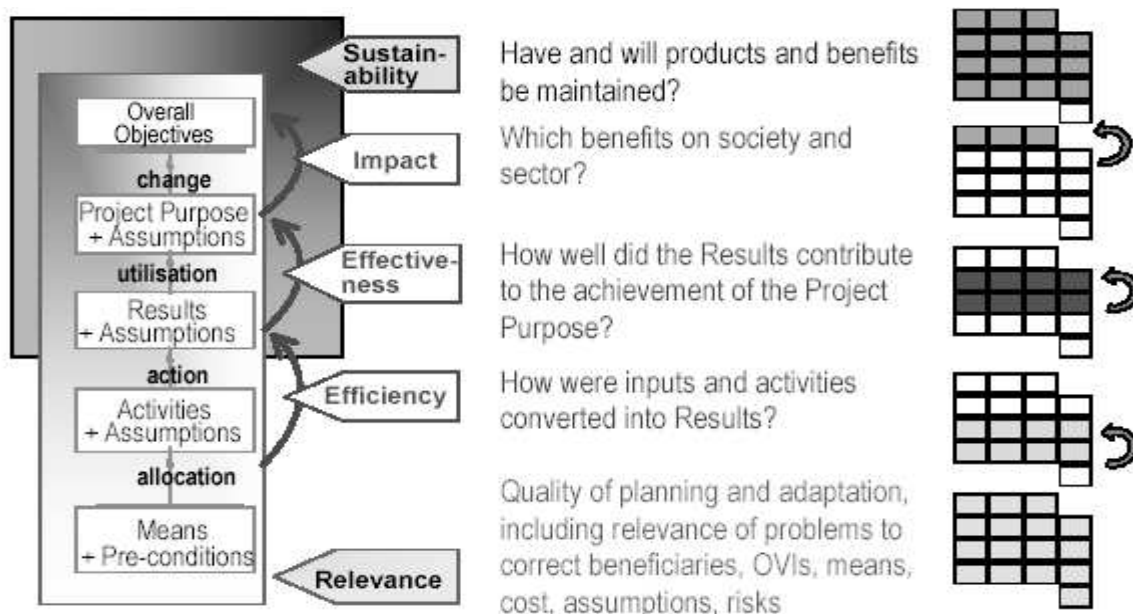 Sustain-
ability
Have and will products and benefits
be maintained?
Overall
Objectives
Impact
Which benefits on society and
sector?
change
Project Purpose
+ Assumptions
Effective-
ness
How well did the Results contribute
to the achievement of the Project
Purpose?
utilisation
Results
+ Assumptions
action
Efficiency
How were inputs and activities
converted into Results?
Activities
+ Assumptions
allocation
Means
+ Pre-conditions
Relevance
Quality of planning and adaptation,
including relevance of problems to
correct beneficiaries, OVIs, means,
cost, assumptions, risks